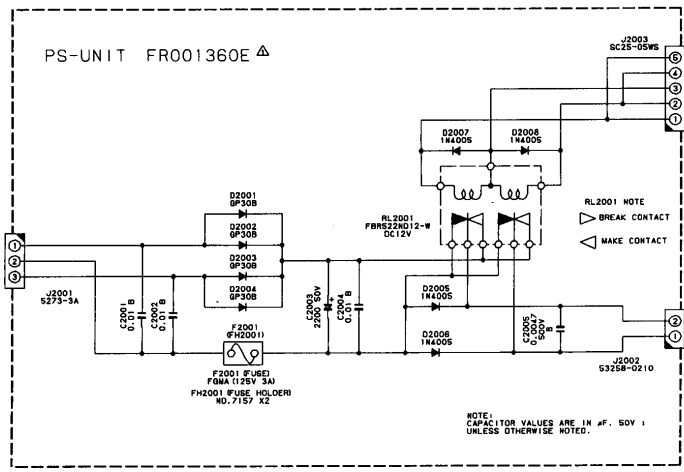 PS-UNIT FR001360E
J2003
SC25-05WS
5
4
3
2
1
D2007
1N4005
D2008
1N4005
RL2001
FBR522ND12-W
DC12V
RL2001 NOTE
BREAK CONTACT
MAKE CONTACT
D2001
GP30B
D2002
GP30B
D2003
GP30B
D2004
GP30B
1
2
3
J2001
5273-3A
C2001
0.01 B
C2002
0.01 B
C2003
2200 50V
+
C2004
0.01 B
D2005
1N4005
D2006
1N4005
C2005
0.0047
500V
B
2
1
J2002
53258-0210
F2001
(FH2001)
F2001 (FUSE)
FGMA (125V 3A)
FH2001 (FUSE HOLDER)
NO.7157 X2
NOTE:
CAPACITOR VALUES ARE IN µF. 50V :
UNLESS OTHERWISE NOTED.